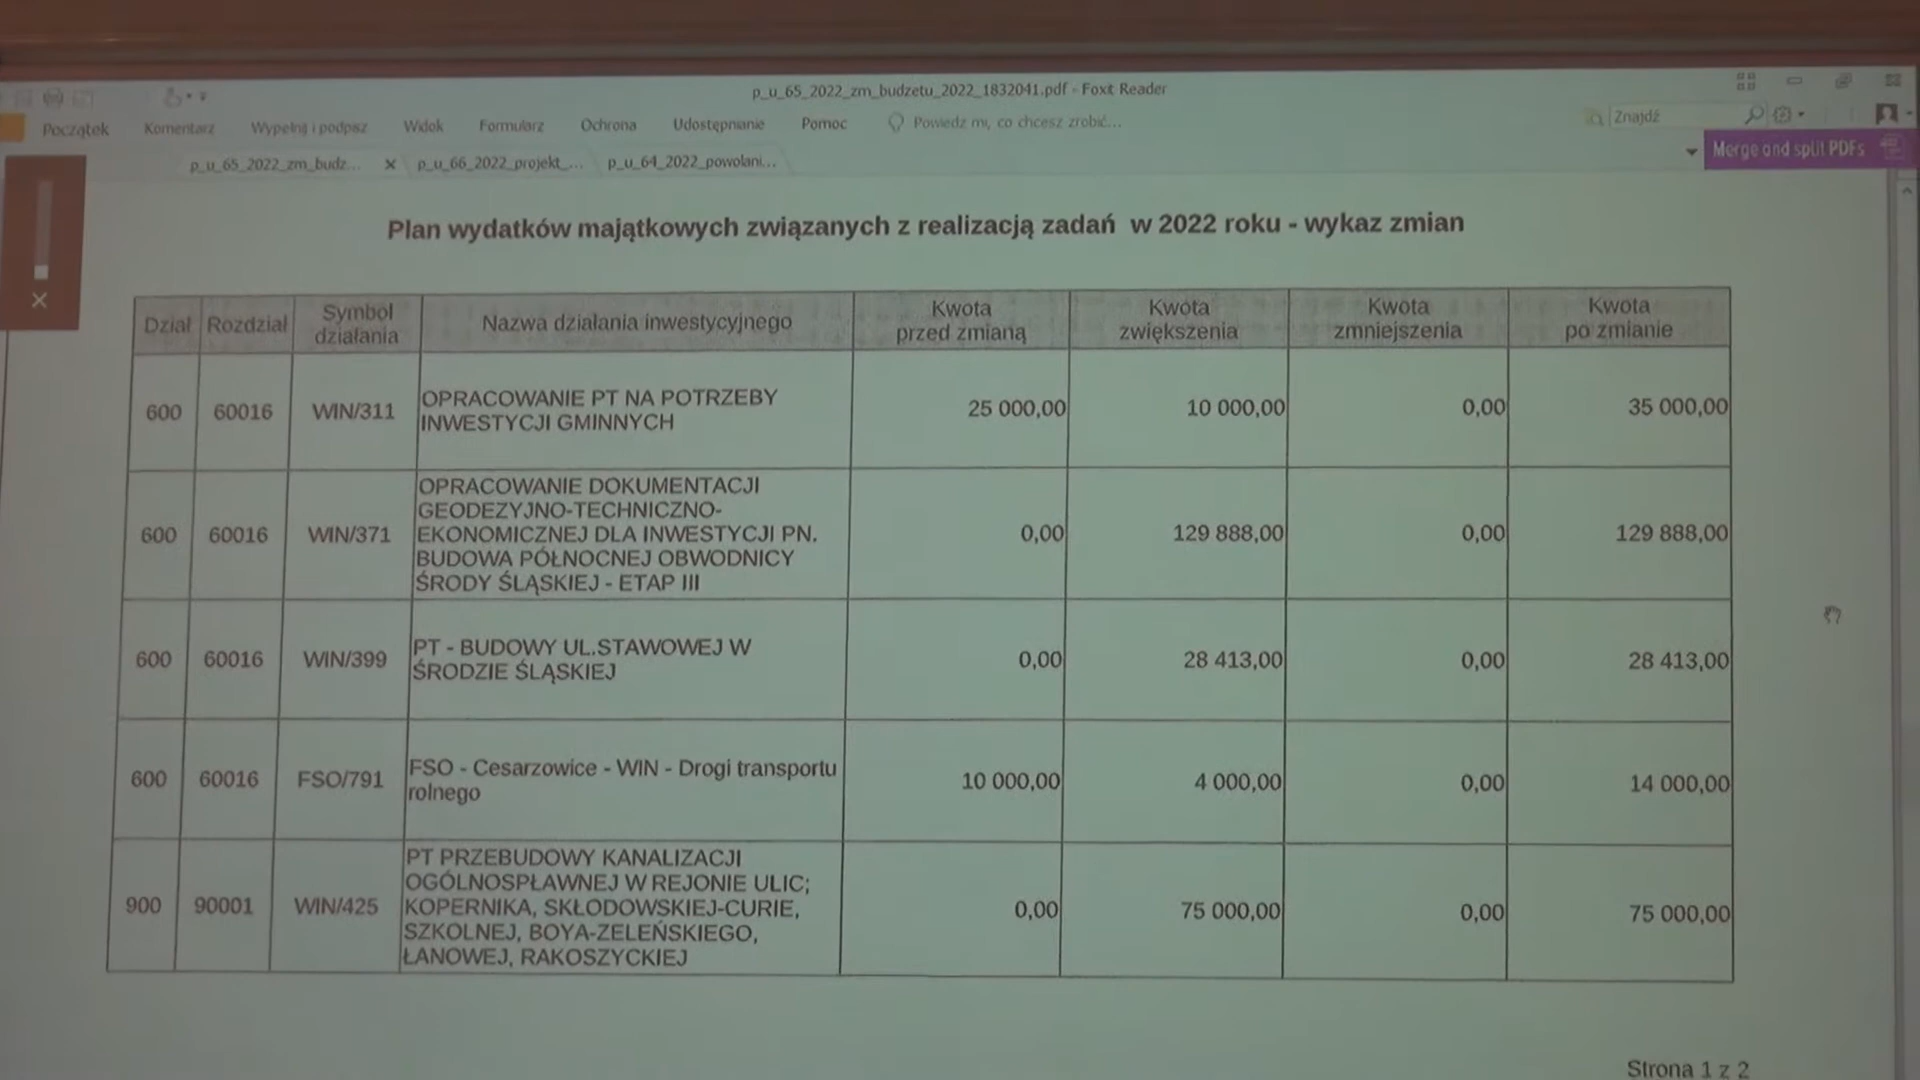 p_u_65_2022_zm_budzetu_2022_1832041.pdf - Foxit Reader
Początek Komentarz Wypełnij i podpisz Widok Formularz Ochrona Udostępnianie Pomoc Powiedz mi, co chcesz zrobić... Znajdź
p_u_65_2022_zm_budz... p_u_66_2022_projekt_... p_u_64_2022_powolani... Merge and split PDFs
Plan wydatków majątkowych związanych z realizacją zadań w 2022 roku - wykaz zmian
Dział Rozdział Symbol działania Nazwa działania inwestycyjnego Kwota przed zmianą Kwota zwiększenia Kwota zmniejszenia Kwota po zmianie
600 60016 WIN/311 OPRACOWANIE PT NA POTRZEBY
INWESTYCJI GMINNYCH 25 000,00 10 000,00 0,00 35 000,00
600 60016 WIN/371 OPRACOWANIE DOKUMENTACJI
GEODEZYJNO-TECHNICZNO-
EKONOMICZNEJ DLA INWESTYCJI PN.
BUDOWA PÓŁNOCNEJ OBWODNICY
ŚRODY ŚLĄSKIEJ - ETAP III 0,00 129 888,00 0,00 129 888,00
600 60016 WIN/399 PT - BUDOWY UL.STAWOWEJ W
ŚRODZIE ŚLĄSKIEJ 0,00 28 413,00 0,00 28 413,00
600 60016 FSO/791 FSO - Cesarzowice - WIN - Drogi transportu
rolnego 10 000,00 4 000,00 0,00 14 000,00
900 90001 WIN/425 PT PRZEBUDOWY KANALIZACJI
OGÓLNOSPŁAWNEJ W REJONIE ULIC;
KOPERNIKA, SKŁODOWSKIEJ-CURIE,
SZKOLNEJ, BOYA-ZELEŃSKIEGO,
ŁANOWEJ, RAKOSZYCKIEJ 0,00 75 000,00 0,00 75 000,00
Strona 1 z 2